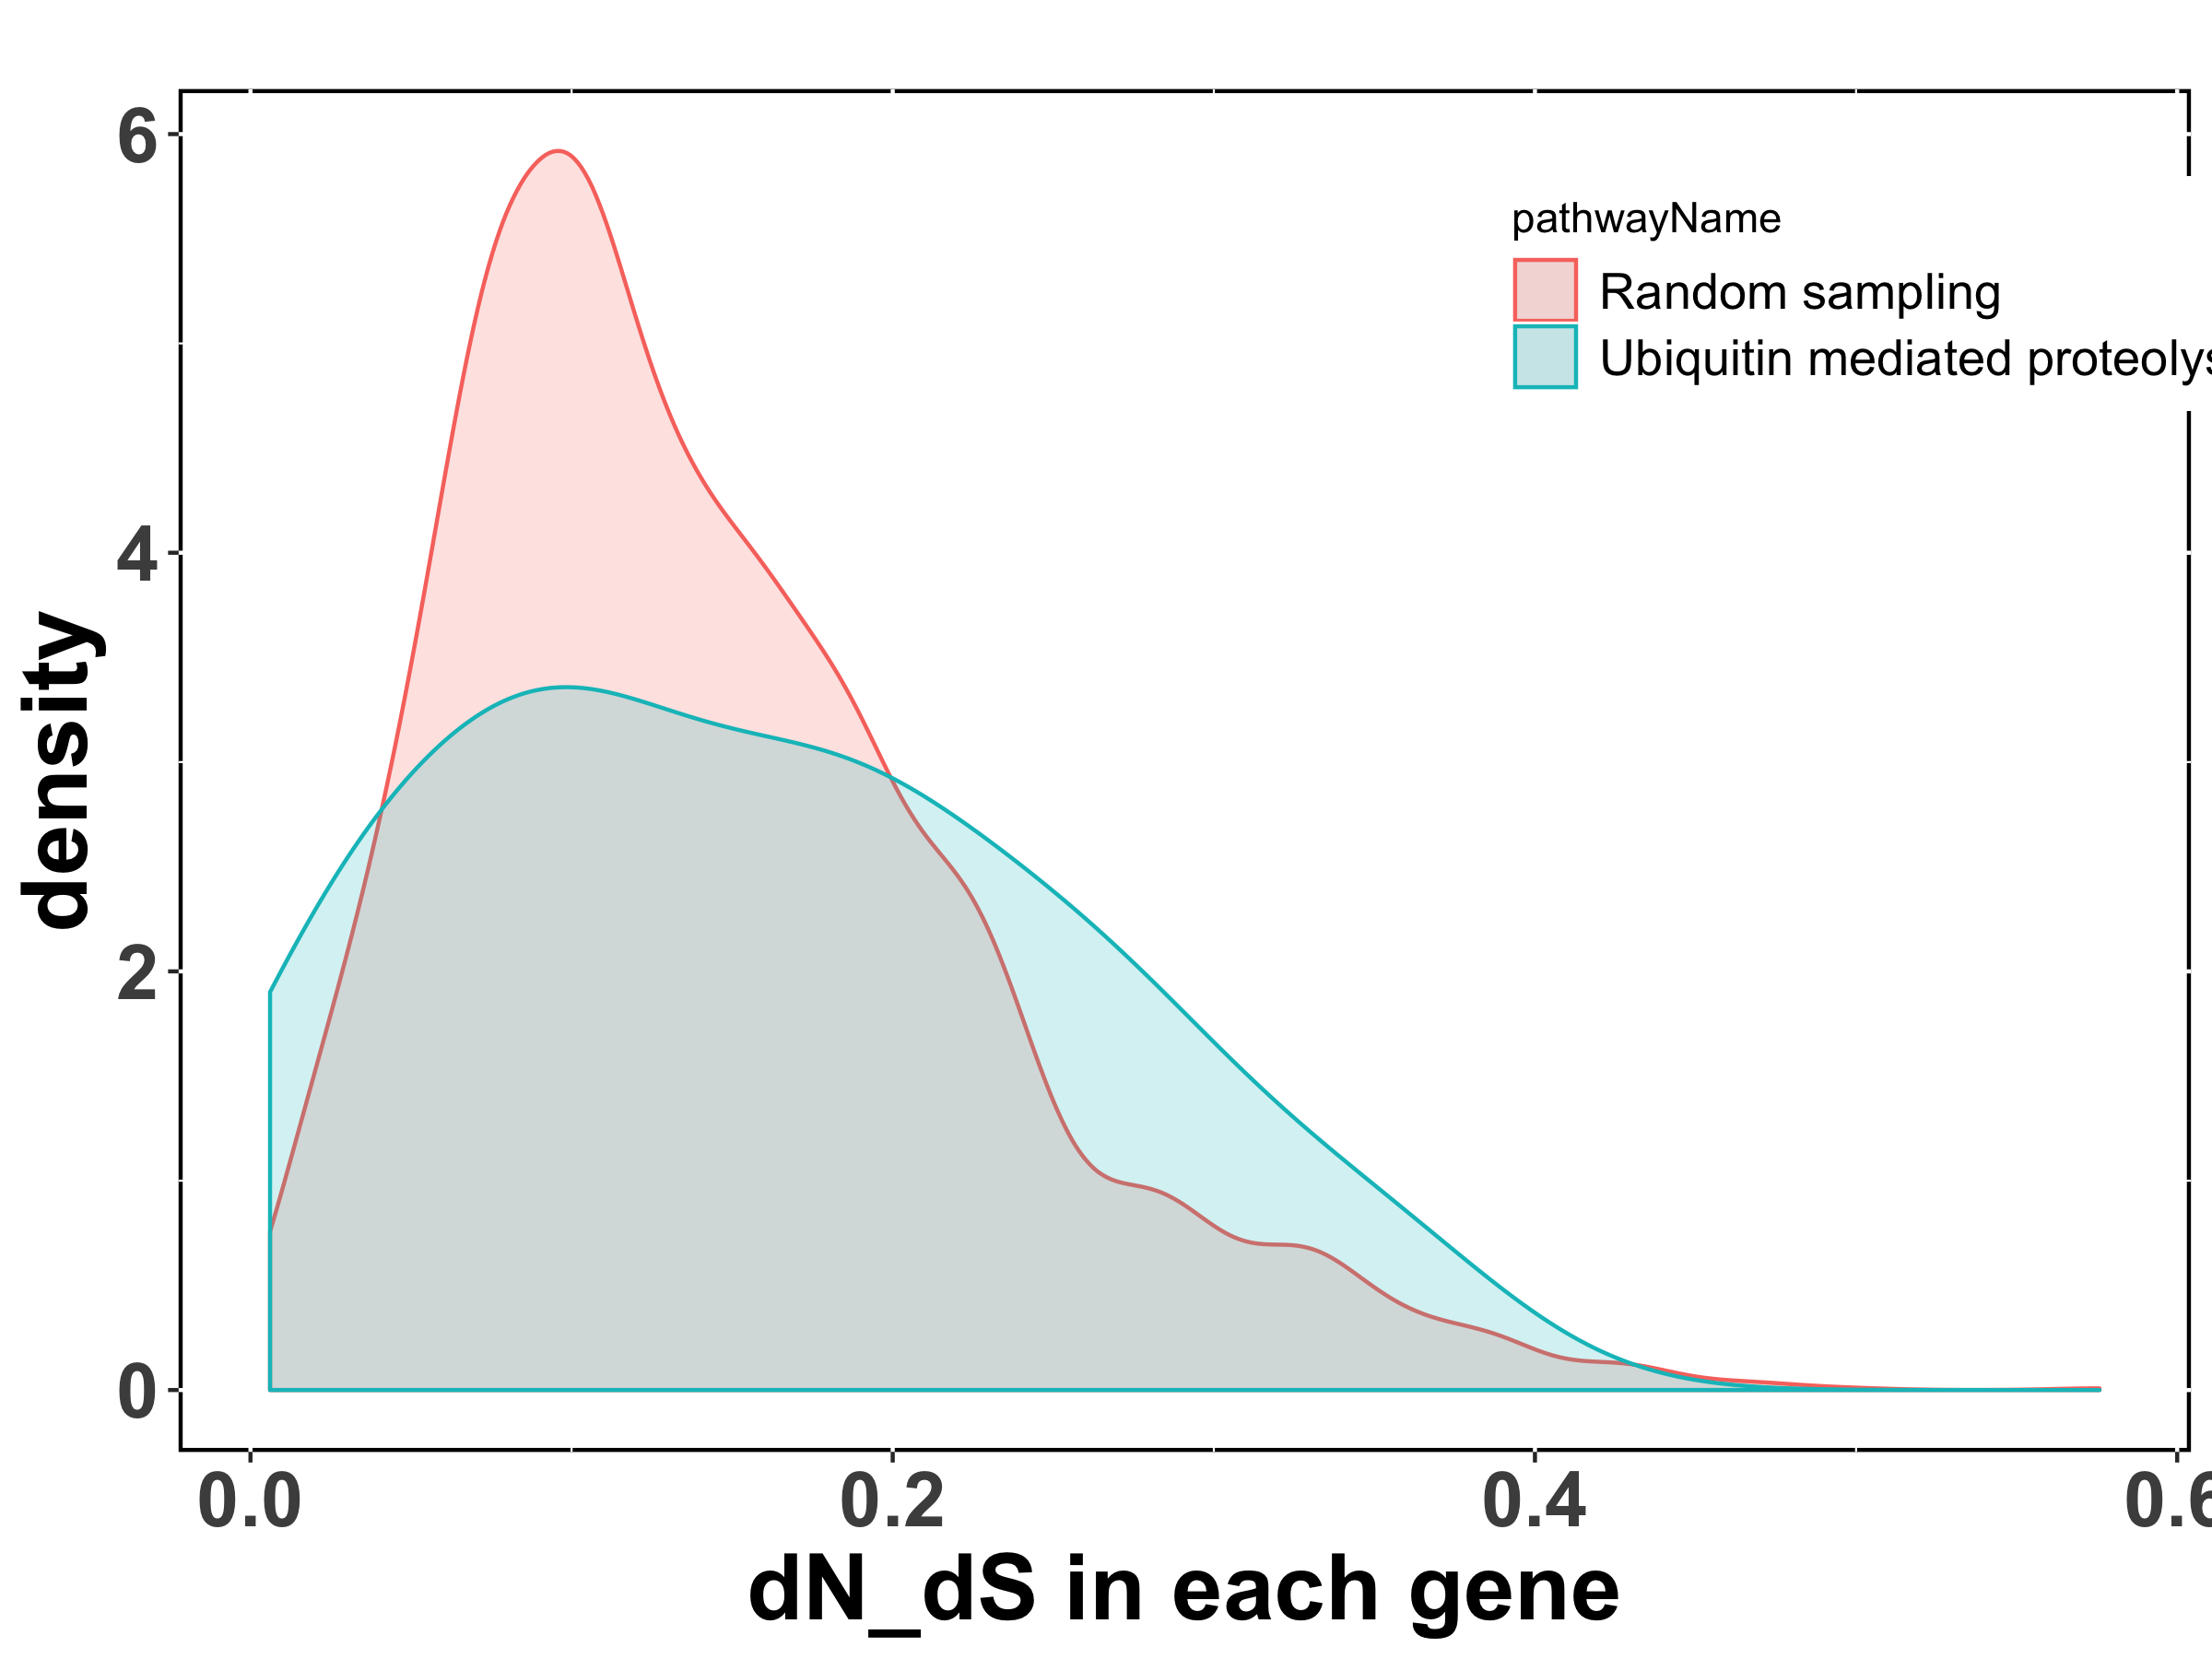 6
4
2
0
density
pathwayName
Random sampling
Ubiquitin mediated
0.0
0.2
0.4
dN_dS in each gene